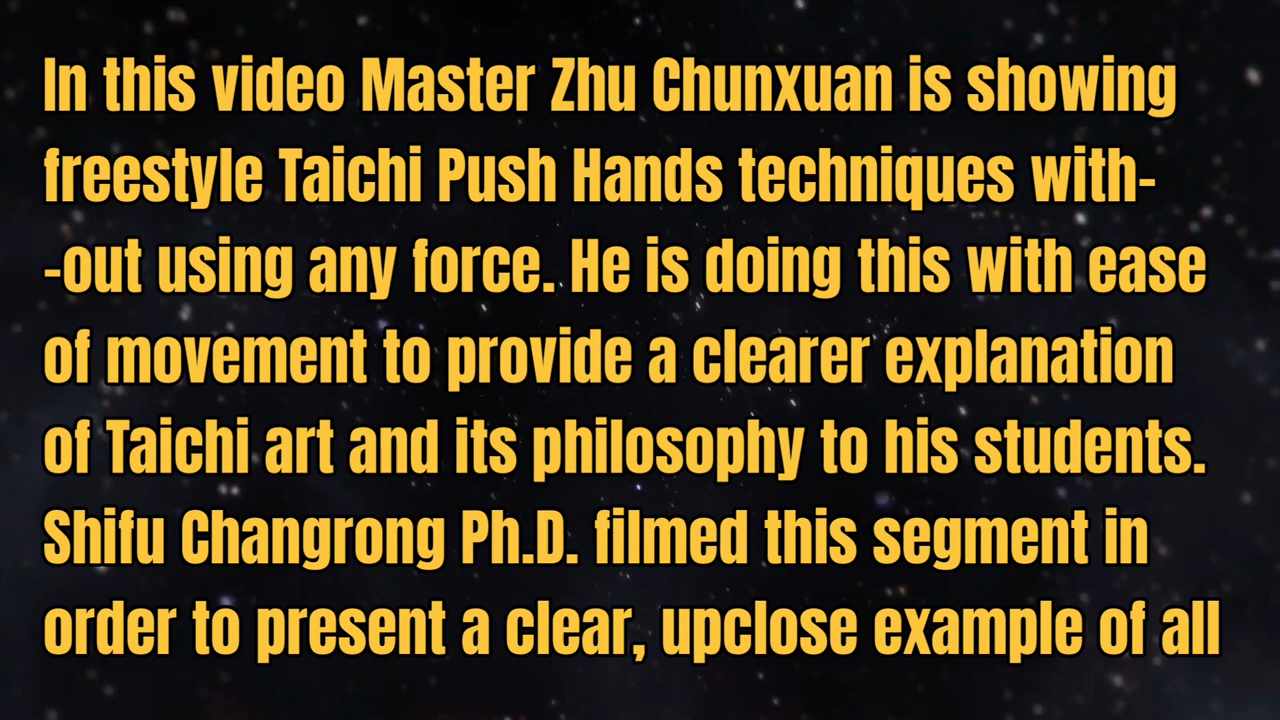 In this video Master Zhu Chunxuan is showing
freestyle Taichi Push Hands techniques with-
-out using any force. He is doing this with ease
of movement to provide a clearer explanation
of Taichi art and its philosophy to his students.
Shifu Changrong Ph.D. filmed this segment in
order to present a clear, upclose example of all